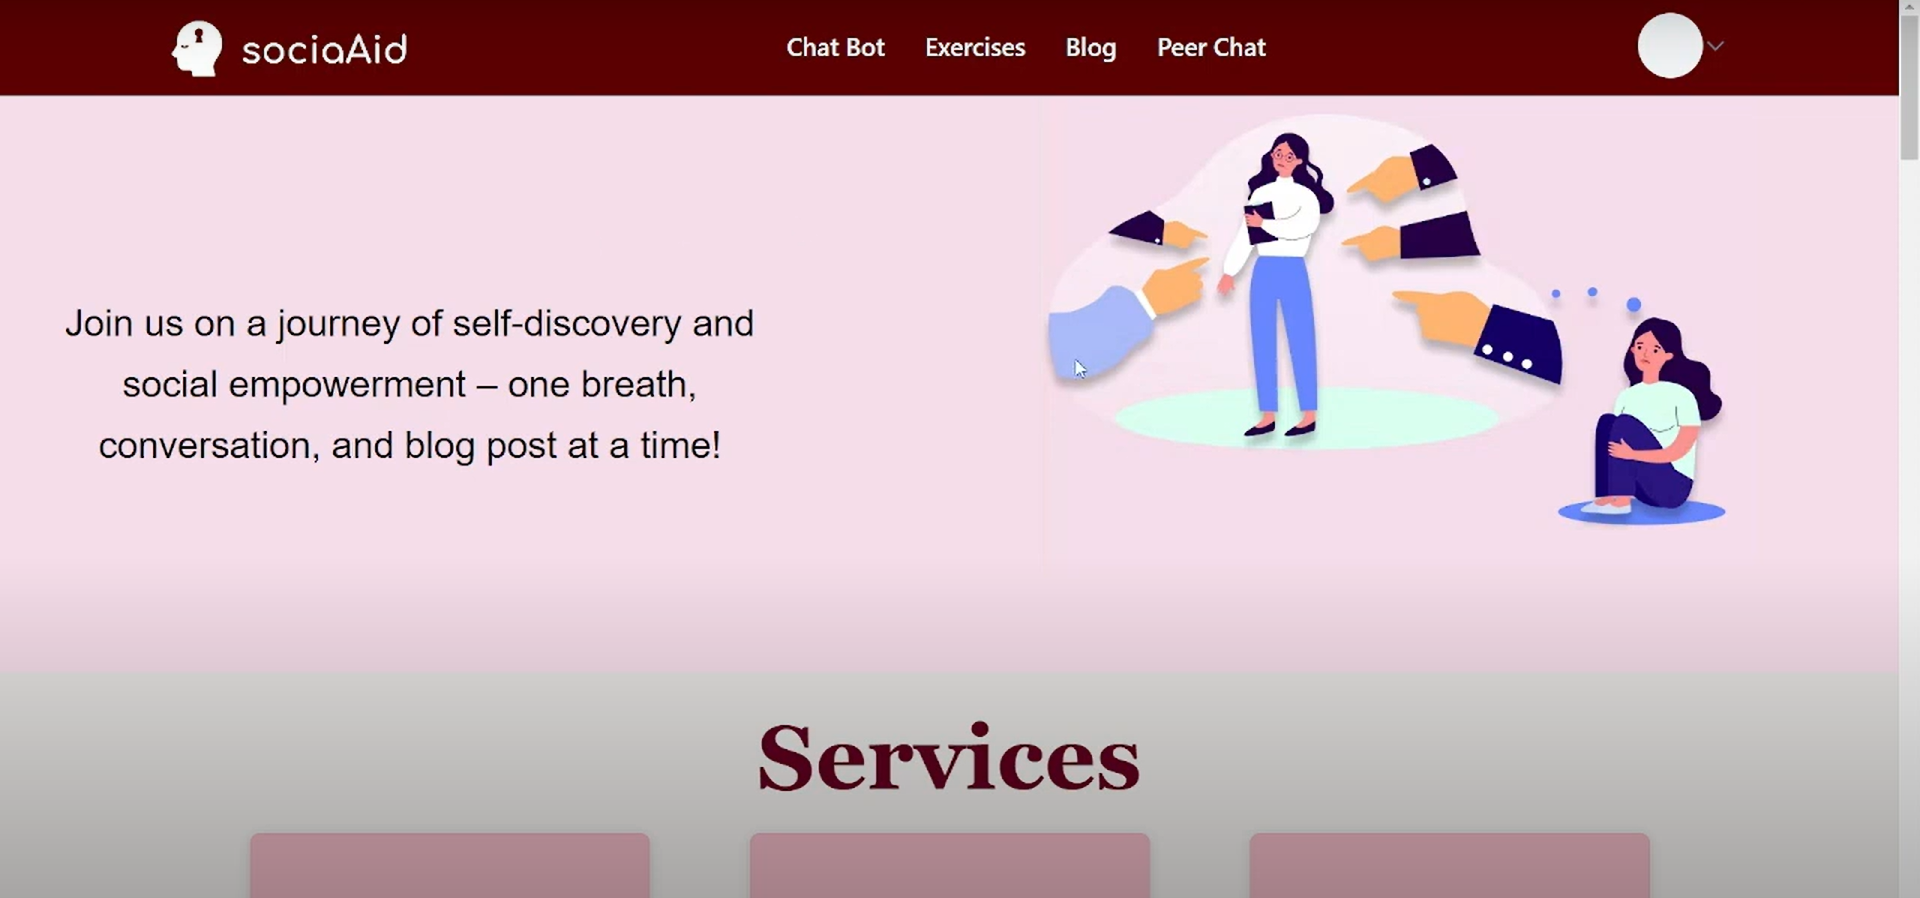 sociaAid
Chat Bot
Exercises
Blog
Peer Chat
Join us on a journey of self-discovery and
social empowerment – one breath,
conversation, and blog post at a time!
Services